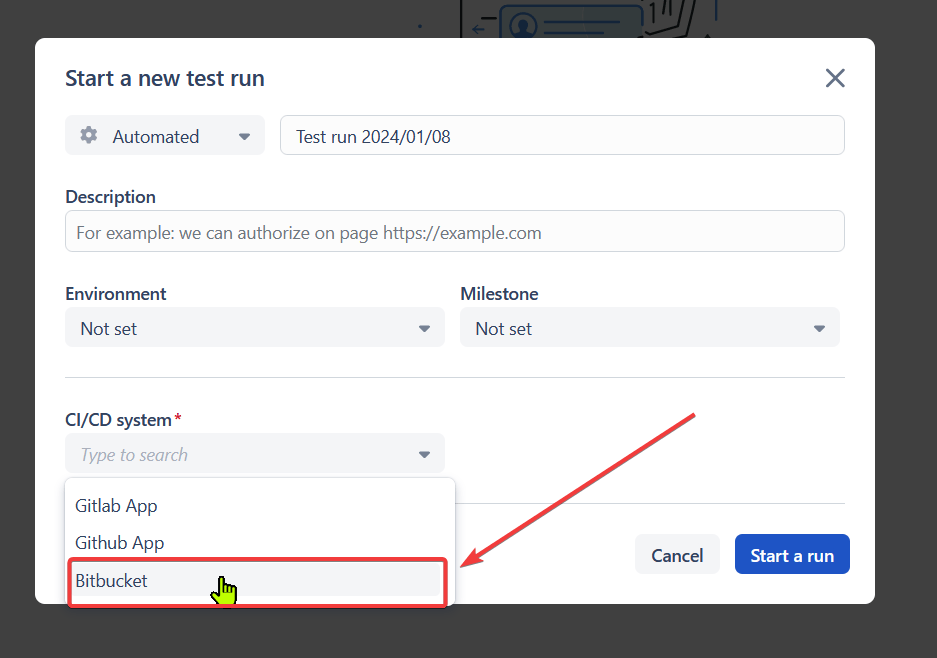 Start a new test run
Automated
Test run 2024/01/08
Description
For example: we can authorize on page https://example.com
Environment
Milestone
Not set
Not set
CI/CD system*
Type to search
Gitlab App
Github App
Bitbucket
Cancel
Start a run